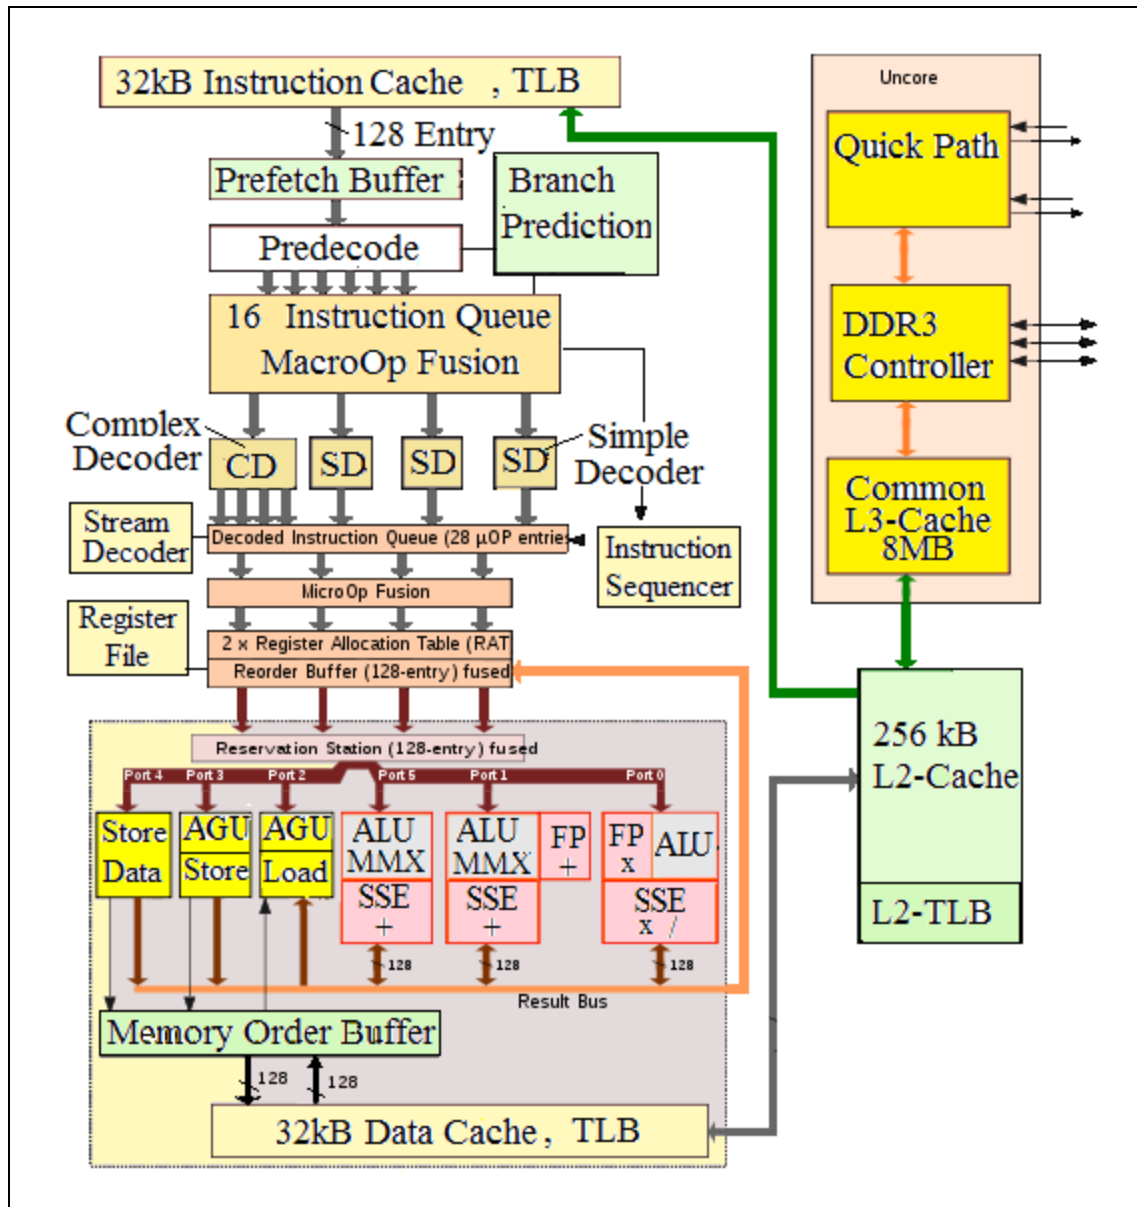 32kB Instruction Cache , TLB
128 Entry
Prefetch Buffer
Branch
Prediction
Predecode
16 Instruction Queue
MacroOp Fusion
Complex
Decoder
CD
SD
SD
SD
Simple
Decoder
Stream
Decoder
Decoded Instruction Queue (28 µOP entries
Instruction
Sequencer
MicroOp Fusion
Register
File
2 x Register Allocation Table (RAT
Reorder Buffer (128-entry) fused
Reservation Station (128-entry) fused
Port 4
Port 3
Port 2
Port 5
Port 1
Port 0
Store
Data
AGU
Store
AGU
Load
ALU
MMX
SSE
+
ALU
MMX
SSE
+
FP
+
FP
x
ALU
SSE
x /
128
128
128
Result Bus
Memory Order Buffer
128
128
32kB Data Cache, TLB
Uncore
Quick Path
DDR3
Controller
Common
L3-Cache
8MB
256 kB
L2-Cache
L2-TLB